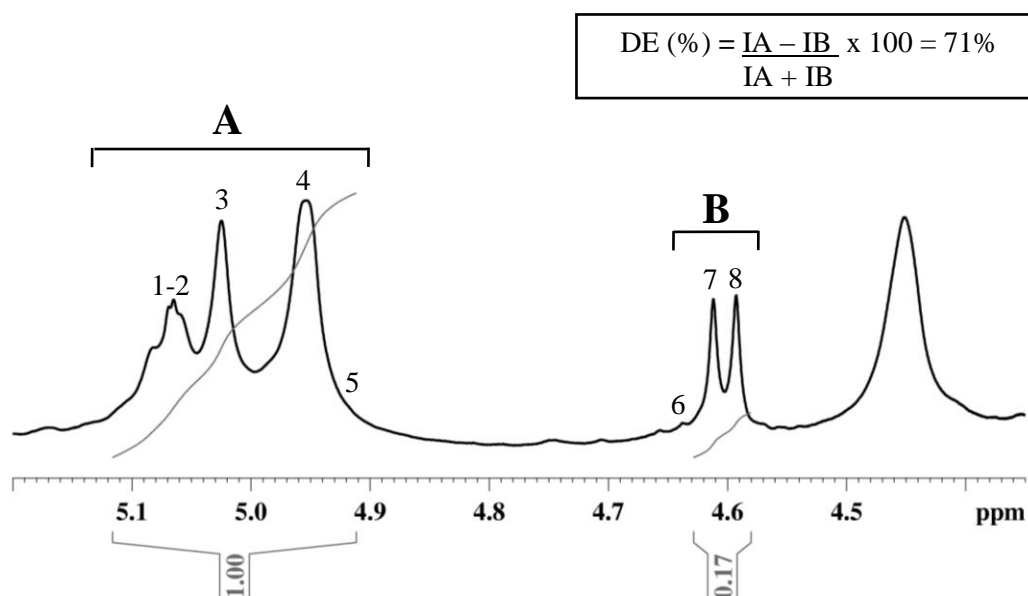 DE (%) = IA – IB x 100 = 71%
IA + IB
A
B
1-2
3
4
5
6
7
8
5.1 5.0 4.9 4.8 4.7 4.6 4.5 ppm
1.00
0.17